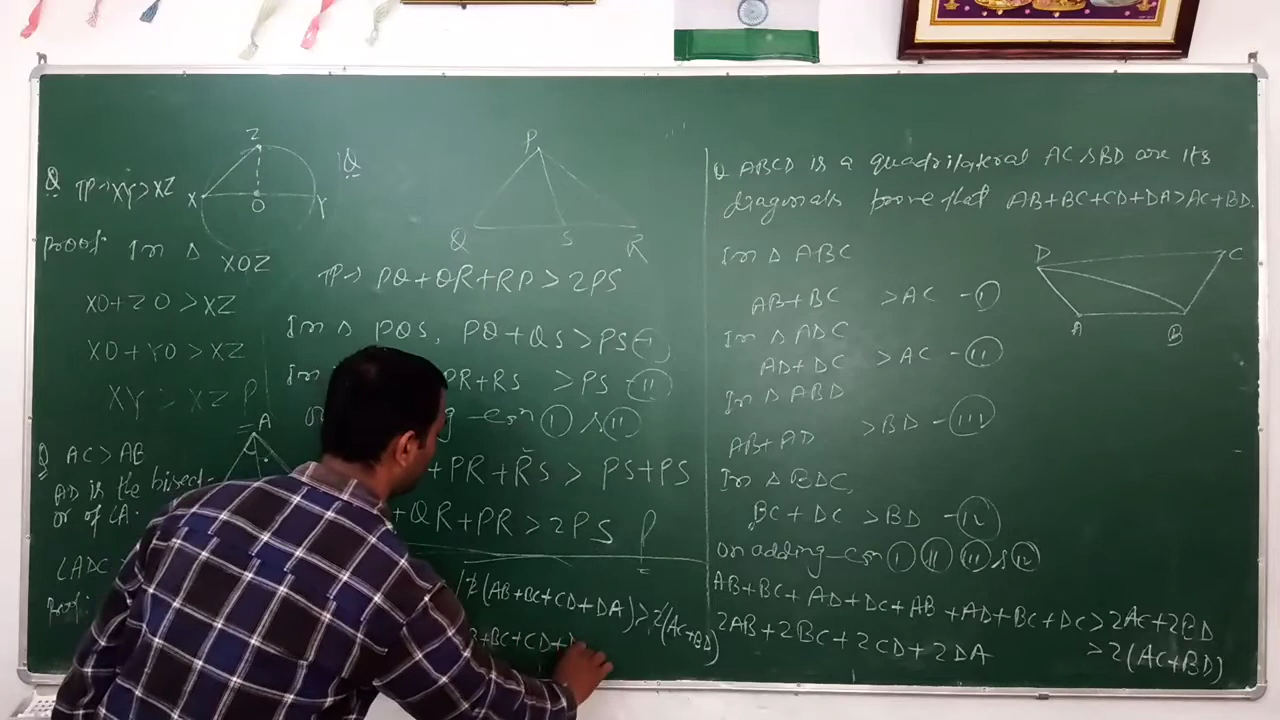 Q TP→ XY > XZ
Z
X
O
Y
Proof: In Δ XOZ
XO + ZO > XZ
XO + YO > XZ
XY > XZ P
Q AC > AB
AD is the bisect-
or of ∠A.
A
∠ADC
Proof:
Q
P
Q
S
R
TP→ PQ+QR+RP > 2PS
In Δ PQS, PQ + QS > PS -(I)
In PR + RS > PS -(II)
eqn (I) & (II)
+ PR + RS > PS + PS
+ QR + PR > 2PS P
2(AB+BC+CD+DA) > 2(AC+BD)
B+BC+CD+
Q ABCD is a quadrilateral AC & BD are its
diagonals prove that AB+BC+CD+DA > AC+BD.
D
C
A
B
In Δ ABC
AB + BC > AC -(I)
In Δ ADC
AD + DC > AC -(II)
In Δ ABD
AB + AD > BD -(III)
In Δ BDC,
BC + DC > BD -(IV)
on adding eqn (I) (II) (III) & (IV)
AB + BC + AD + DC + AB + AD + BC + DC > 2AC + 2BD
2AB + 2BC + 2CD + 2DA > 2(AC+BD)